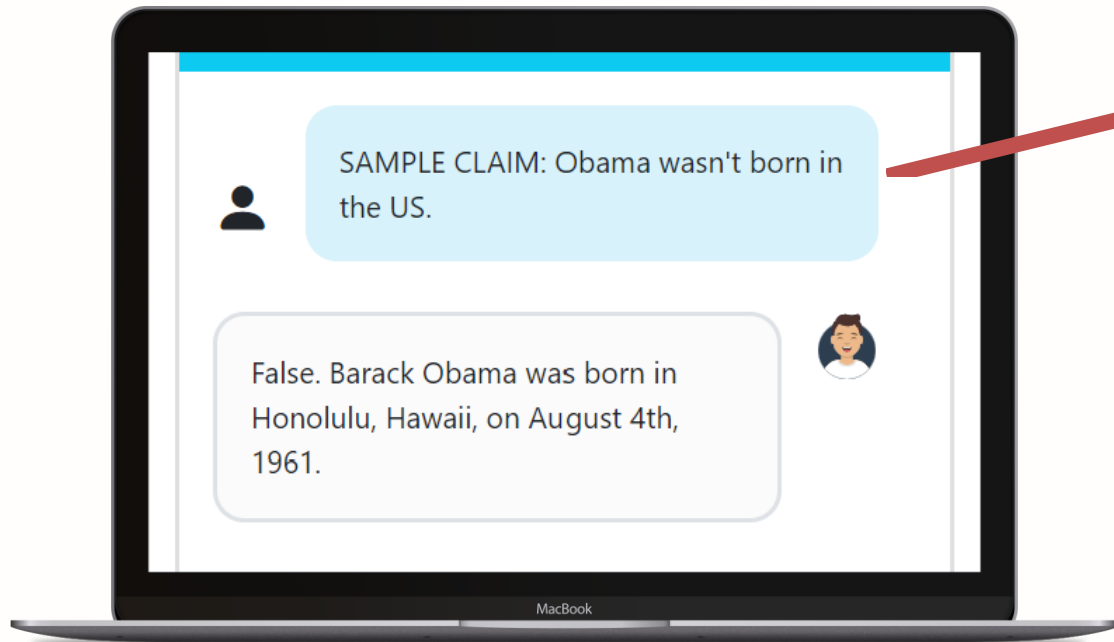 SAMPLE CLAIM: Obama wasn't born in
the US.
False. Barack Obama was born in
Honolulu, Hawaii, on August 4th,
1961.
MacBook